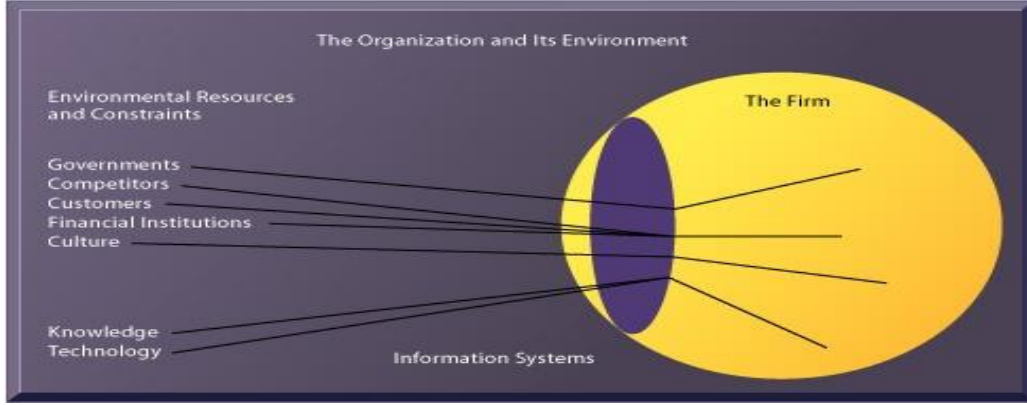 The Organization and Its Environment
Environmental Resources
and Constraints
The Firm
Governments
Competitors
Customers
Financial Institutions
Culture
Knowledge
Technology
Information Systems